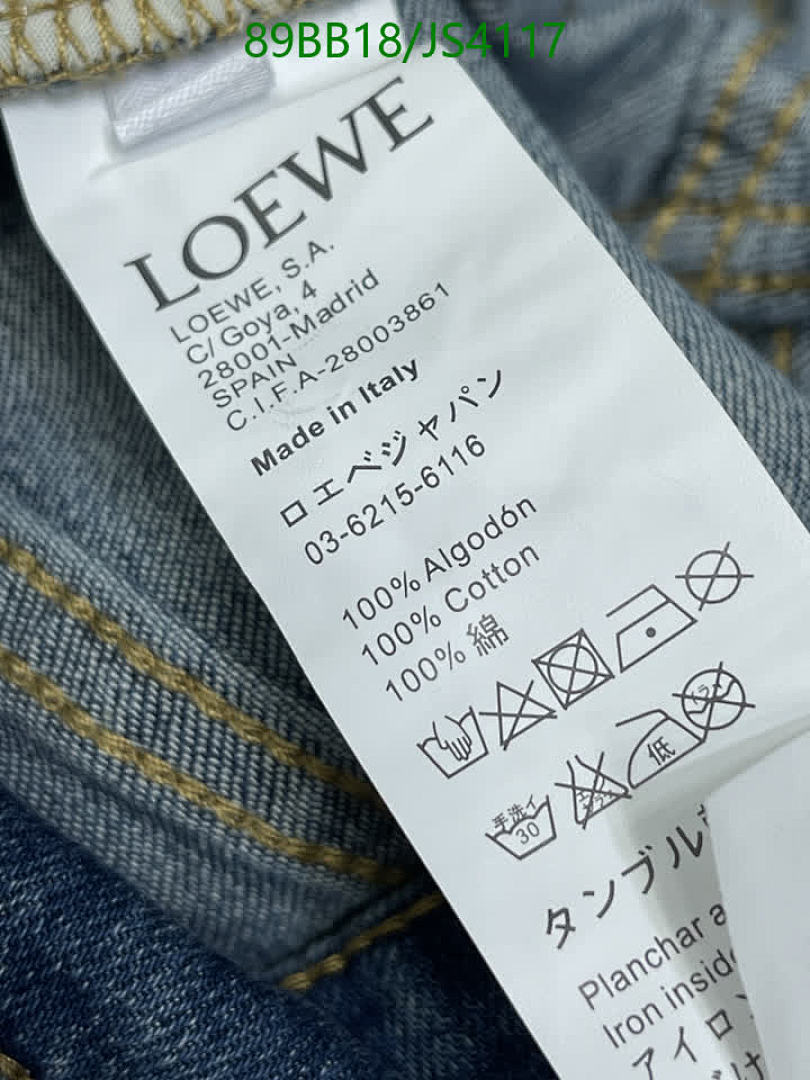 89BB18/JS4117
LOEWE
LOEWE, S.A.
C/ Goya, 4
28001-Madrid
SPAIN
C.I.F.A-28003861
Made in Italy
ロエベジャパン
03-6215-6116
100% Algodón
100% Cotton
100% 綿
低
手洗イ
30
タンブル
Planchar a
Iron insid
アイロン